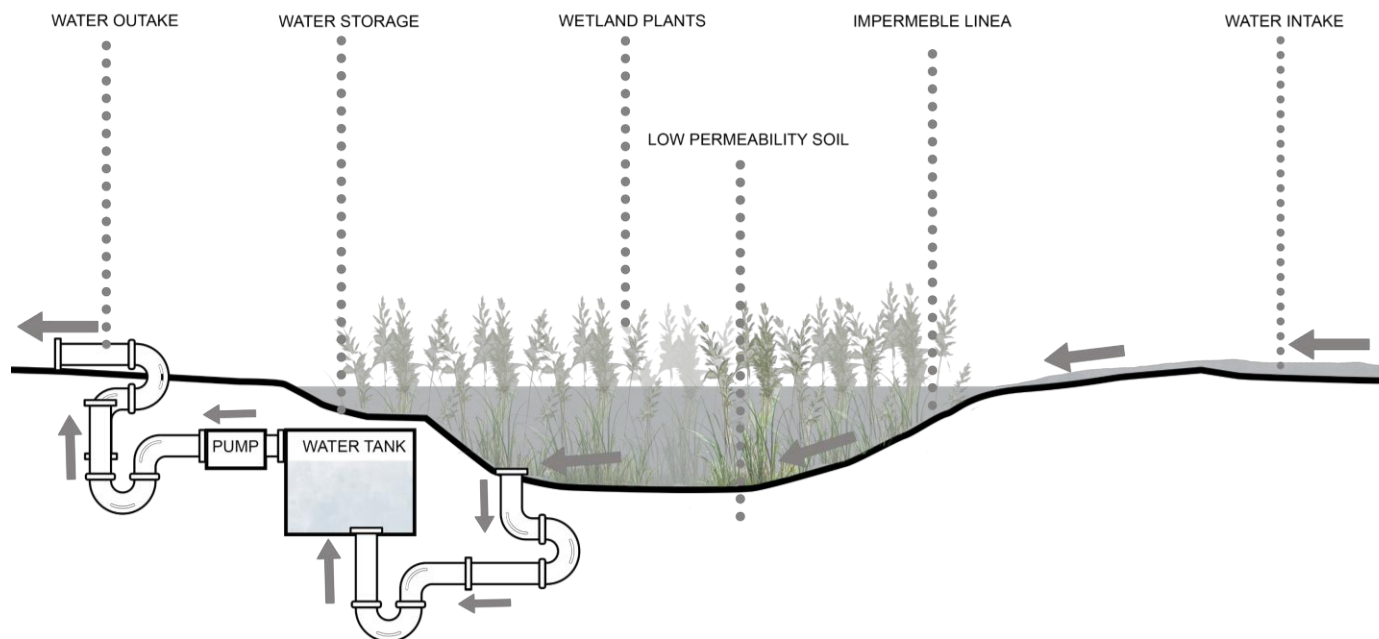 WATER OUTAKE
WATER STORAGE
WETLAND PLANTS
IMPERMEBLE LINEA
WATER INTAKE
LOW PERMEABILITY SOIL
PUMP
WATER TANK